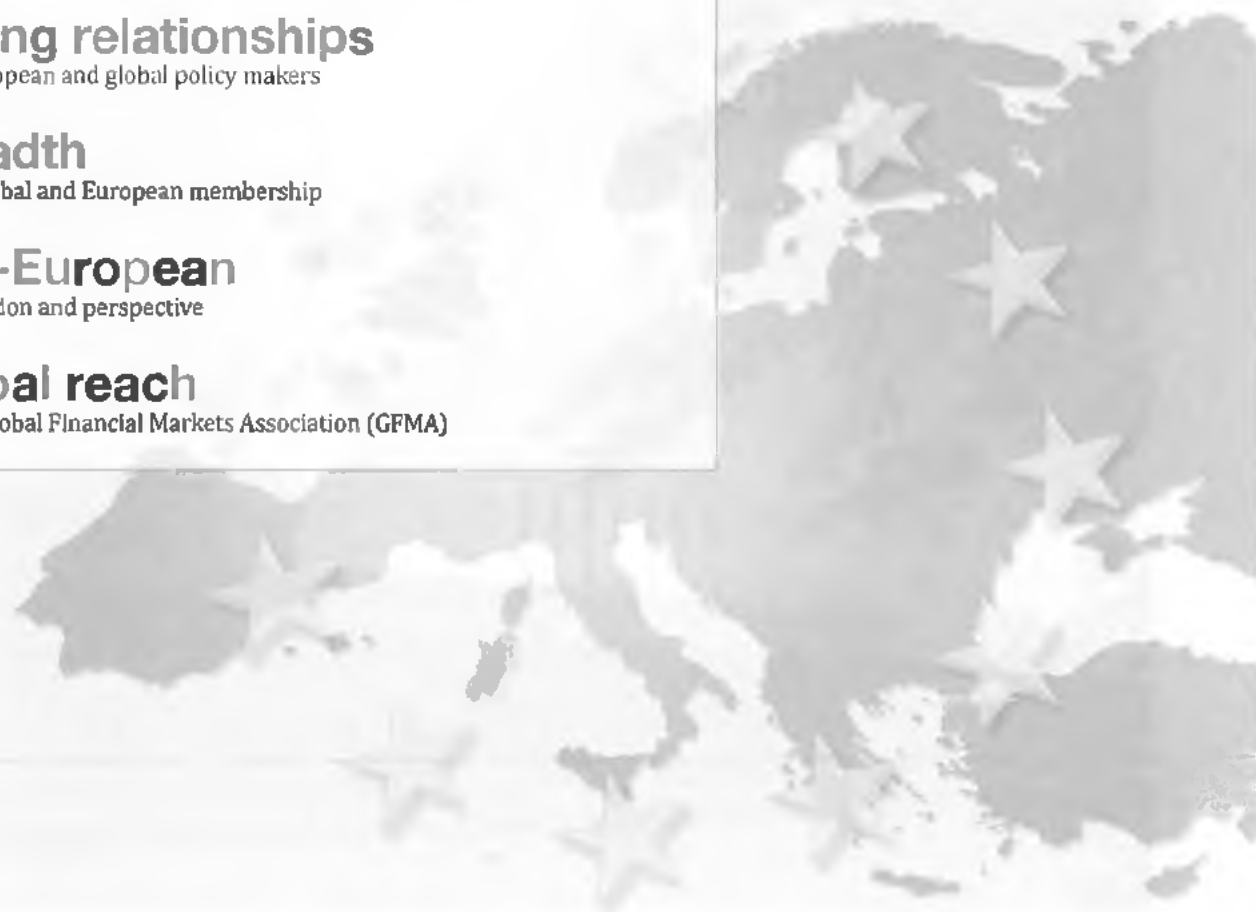 ng relationships
opean and global policy makers
adth
bal and European membership
-European
ion and perspective
bal reach
obal Financial Markets Association (GFMA)